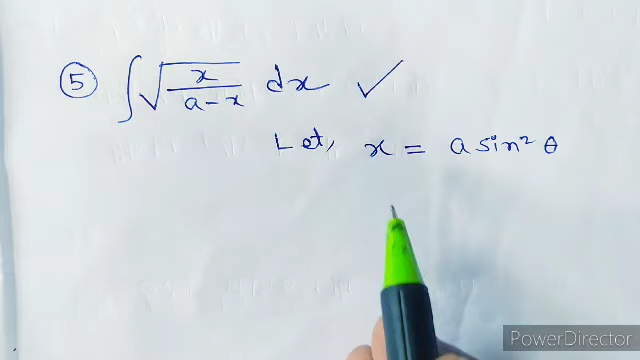 ⑤ ∫ √(x/(a-x)) dx ✓
Let, x = a sin² θ
PowerDirector